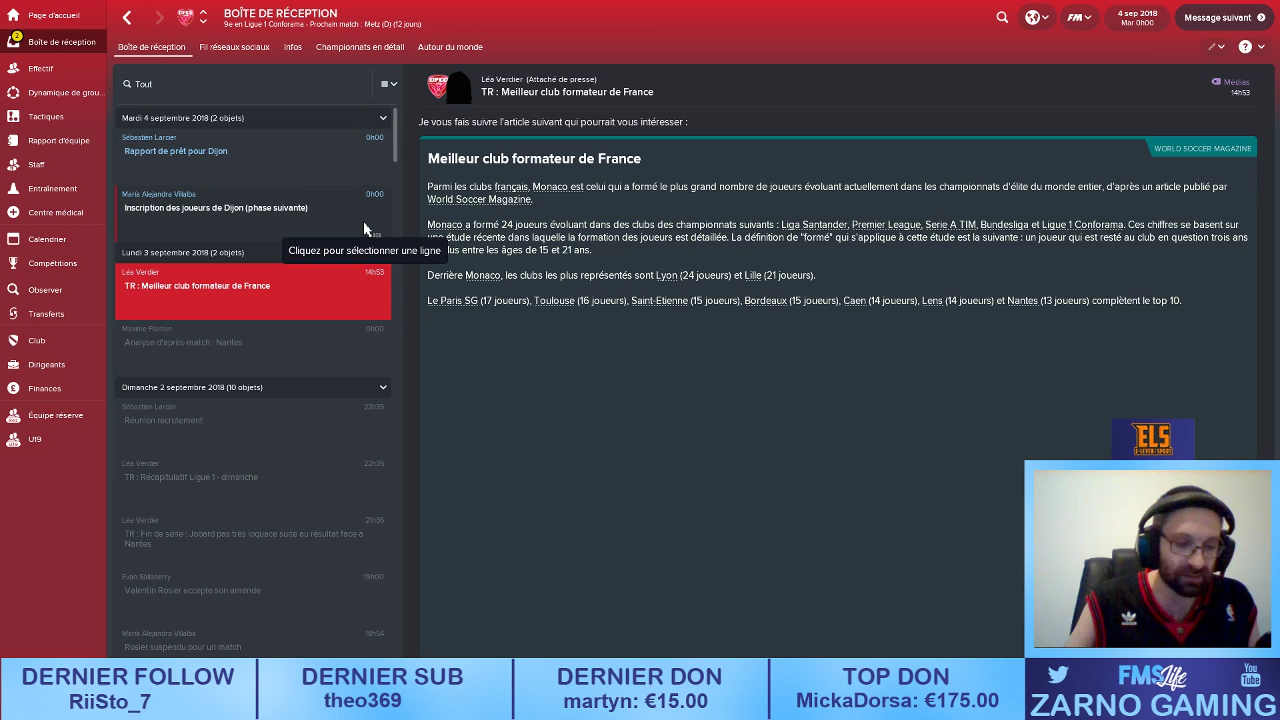 Page d'accueil
2
Boîte de réception
Effectif
Dynamique de grou...
Tactiques
Rapport d'équipe
Staff
Entraînement
Centre médical
Calendrier
Compétitions
Observer
Transferts
Club
Dirigeants
Finances
Équipe réserve
U19
BOÎTE DE RÉCEPTION
9e en Ligue 1 Conforama - Prochain match : Metz (D) (12 jours)
FM
4 sep 2018
Mar 0h00
Message suivant
Boîte de réception
Fil réseaux sociaux
Infos
Championnats en détail
Autour du monde
?
Tout
Mardi 4 septembre 2018 (2 objets)
Sébastien Larcier 0h00
Rapport de prêt pour Dijon
María Alejandra Villalba 0h00
Inscription des joueurs de Dijon (phase suivante)
Cliquez pour sélectionner une ligne
Lundi 3 septembre 2018 (2 objets)
Léa Verdier 14h53
TR : Meilleur club formateur de France
Maxime Flaman 9h00
Analyse d'après-match : Nantes
Dimanche 2 septembre 2018 (10 objets)
Sébastien Larcier 23h35
Réunion recrutement
Léa Verdier 22h35
TR : Récapitulatif Ligue 1 - dimanche
Léa Verdier 21h36
TR : Fin de série : Jobard pas très loquace suite au résultat face à
Nantes
Evan Salleberry 19h00
Valentin Rosier accepte son amende
María Alejandra Villalba 18h54
Rosier suspendu pour un match
DFCO
Léa Verdier (Attaché de presse)
TR : Meilleur club formateur de France
Médias
14h53
Je vous fais suivre l'article suivant qui pourrait vous intéresser :
WORLD SOCCER MAGAZINE
Meilleur club formateur de France
Parmi les clubs français, Monaco est celui qui a formé le plus grand nombre de joueurs évoluant actuellement dans les championnats d'élite du monde entier, d'après un article publié par
World Soccer Magazine.
Monaco a formé 24 joueurs évoluant dans des clubs des championnats suivants : Liga Santander, Premier League, Serie A TIM, Bundesliga et Ligue 1 Conforama. Ces chiffres se basent sur
une étude récente dans laquelle la formation des joueurs est détaillée. La définition de "formé" qui s'applique à cette étude est la suivante : un joueur qui est resté au club en question trois ans
plus entre les âges de 15 et 21 ans.
Derrière Monaco, les clubs les plus représentés sont Lyon (24 joueurs) et Lille (21 joueurs).
Le Paris SG (17 joueurs), Toulouse (16 joueurs), Saint-Etienne (15 joueurs), Bordeaux (15 joueurs), Caen (14 joueurs), Lens (14 joueurs) et Nantes (13 joueurs) complètent le top 10.
ELS
E-LEVEN ESPORT
DERNIER FOLLOW
RiiSto_7
DERNIER SUB
theo369
DERNIER DON
martyn: €15.00
TOP DON
MickaDorsa: €175.00
FMSLife
You
Tube
ZARNO GAMING